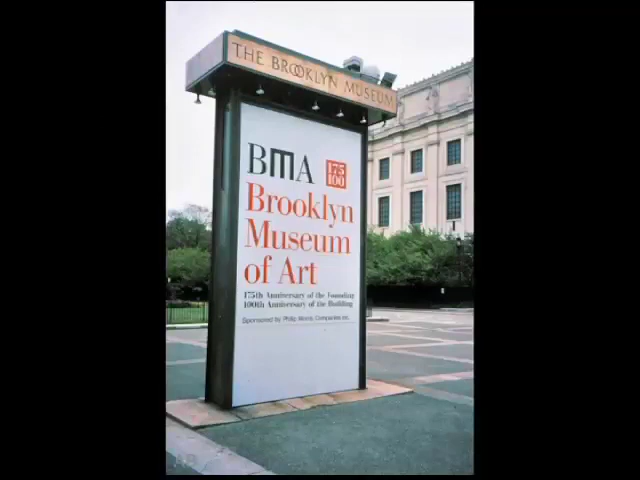 THE BROOKLYN MUSEUM
BMA
175
100
Brooklyn
Museum
of Art
175th Anniversary of the Founding
100th Anniversary of the Building
Sponsored by Philip Morris Companies Inc.